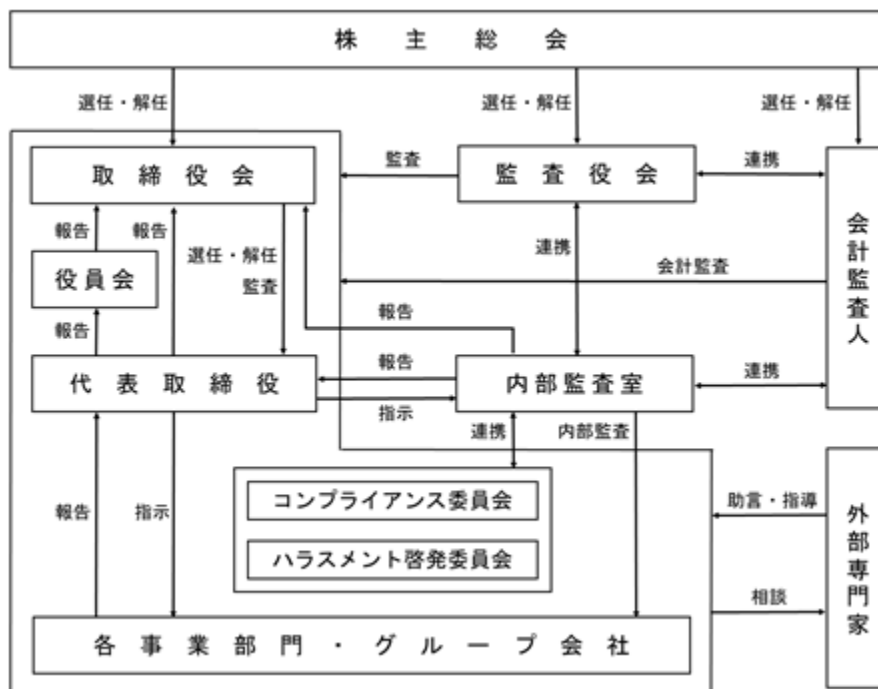 株主総会
選任・解任
選任・解任
選任・解任
取締役会
監査
監査役会
連携
会計監査人
報告
報告
選任・解任
監査
連携
会計監査
役員会
報告
報告
代表取締役
報告
指示
内部監査室
連携
連携
内部監査
コンプライアンス委員会
ハラスメント啓発委員会
報告
指示
助言・指導
外部専門家
相談
各事業部門・グループ会社